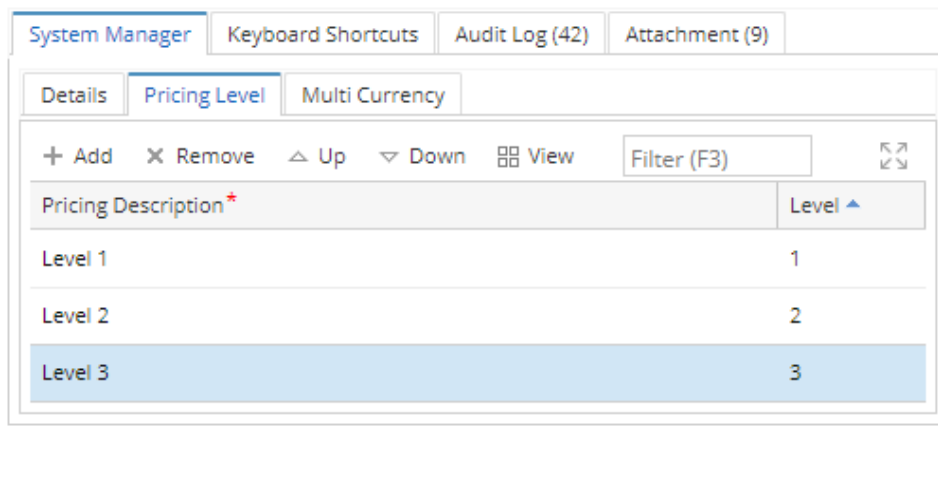 System Manager Keyboard Shortcuts Audit Log (42) Attachment (9)
Details Pricing Level Multi Currency
Add Remove Up Down View Filter (F3)
Pricing Description* Level
Level 1 1
Level 2 2
Level 3 3